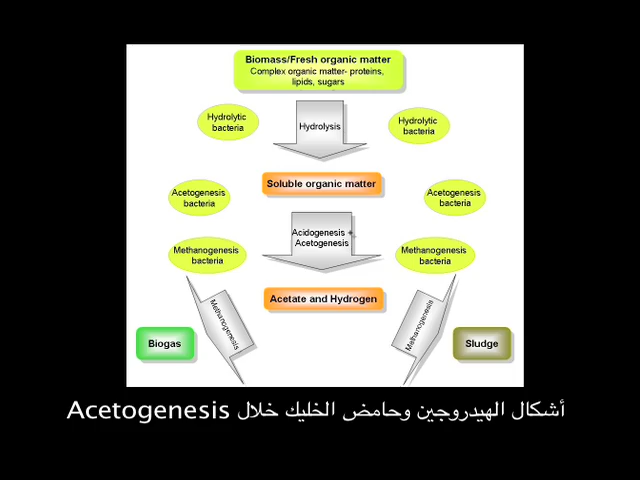 Biomass/Fresh organic matter
Complex organic matter- proteins,
lipids, sugars
Hydrolytic
bacteria
Hydrolysis
Hydrolytic
bacteria
Soluble organic matter
Acetogenesis
bacteria
Acidogenesis +
Acetogenesis
Acetogenesis
bacteria
Methanogenesis
bacteria
Methanogenesis
bacteria
Acetate and Hydrogen
Methanogenesis
Methanogenesis
Biogas
Sludge
أشكال الهيدروجين وحامض الخليك خلال Acetogenesis